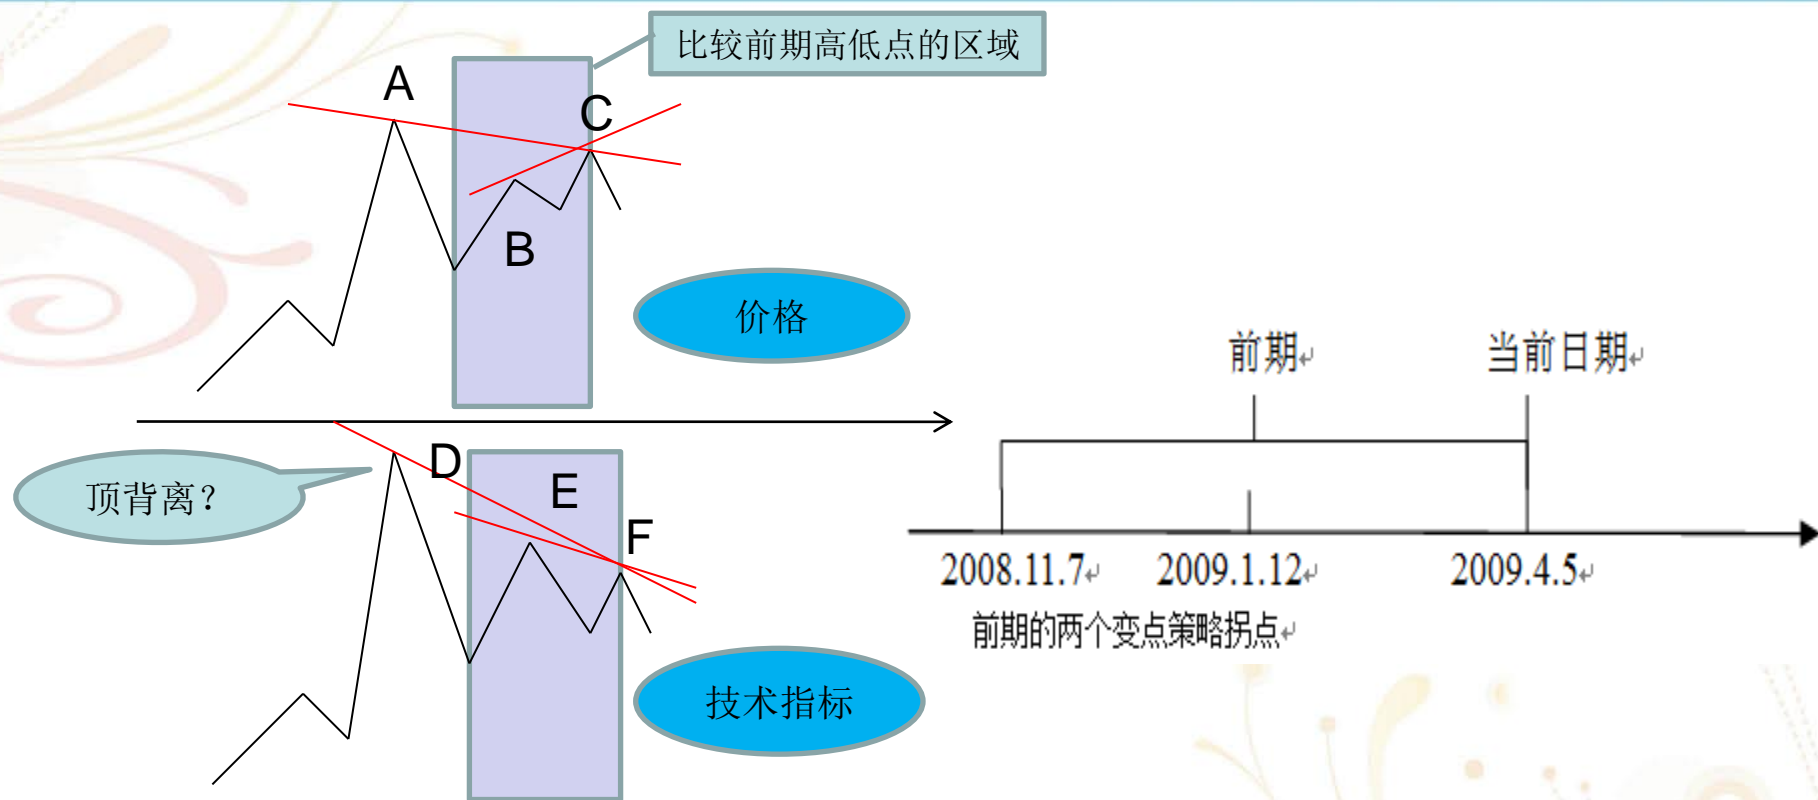 比较前期高低点的区域
A
C
B
价格
前期↵
当前日期↵
D
E
F
顶背离?
2008.11.7↵
2009.1.12↵
2009.4.5↵
前期的两个变点策略拐点↵
技术指标